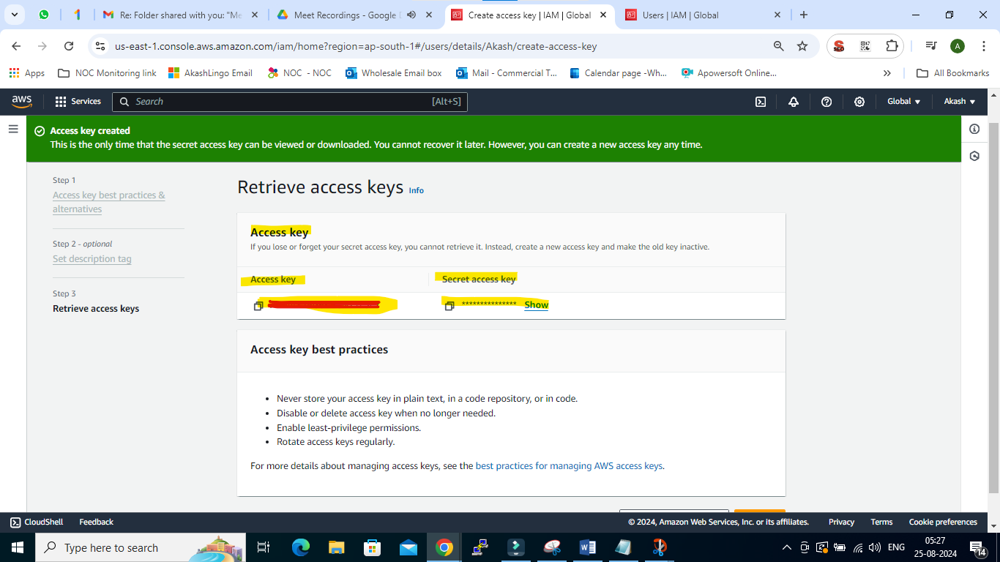 Re: Folder shared with you: "Me
Meet Recordings - Google
Create access key | IAM | Global
Users | IAM | Global
us-east-1.console.aws.amazon.com/iam/home?region=ap-south-1#/users/details/Akash/create-access-key
SEO
A
Apps
NOC Monitoring link
AkashLingo Email
NOC - NOC
Wholesale Email box
Mail - Commercial T...
Calendar page -Wh...
Apowersoft Online...
All Bookmarks
aws
Services
Search
[Alt+S]
Global
Akash
Access key created
This is the only time that the secret access key can be viewed or downloaded. You cannot recover it later. However, you can create a new access key any time.
Step 1
Access key best practices &
alternatives
Step 2 - optional
Set description tag
Step 3
Retrieve access keys
Retrieve access keys Info
Access key
If you lose or forget your secret access key, you cannot retrieve it. Instead, create a new access key and make the old key inactive.
Access key
Secret access key
*************** Show
Access key best practices
• Never store your access key in plain text, in a code repository, or in code.
• Disable or delete access key when no longer needed.
• Enable least-privilege permissions.
• Rotate access keys regularly.
For more details about managing access keys, see the best practices for managing AWS access keys.
CloudShell
Feedback
© 2024, Amazon Web Services, Inc. or its affiliates.
Privacy
Terms
Cookie preferences
Type here to search
ENG
05:27
25-08-2024
14